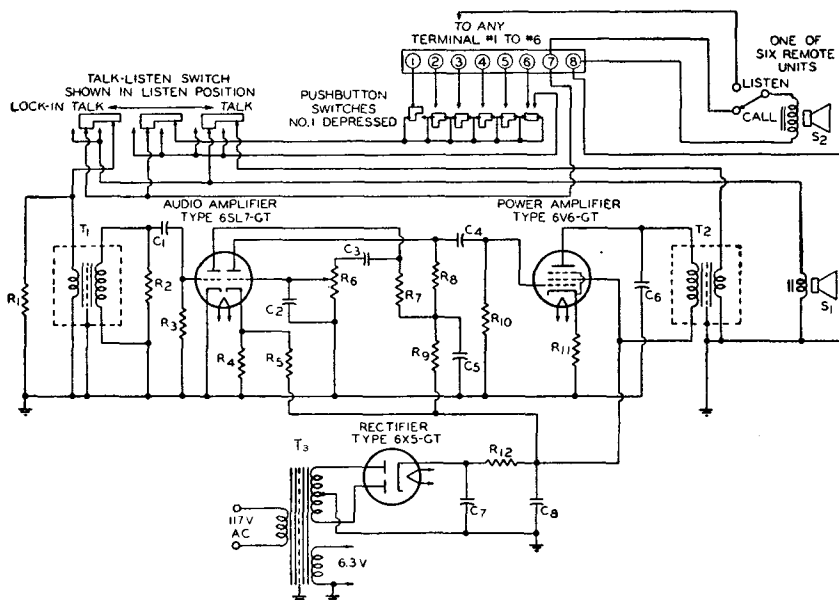 TO ANY
TERMINAL #1 TO #6
1 2 3 4 5 6 7 8
ONE OF
SIX REMOTE
UNITS
LISTEN
CALL
S2
TALK-LISTEN SWITCH
SHOWN IN LISTEN POSITION
LOCK-IN TALK TALK
PUSHBUTTON
SWITCHES
NO.1 DEPRESSED
AUDIO AMPLIFIER
TYPE 6SL7-GT
POWER AMPLIFIER
TYPE 6V6-GT
T1
C1
R1
R2
R3
R4
R5
C2
R6
C3
R7
R8
C4
R9
C5
R10
R11
C6
T2
S1
RECTIFIER
TYPE 6X5-GT
T3
R12
C7
C8
117V
AC
6.3V